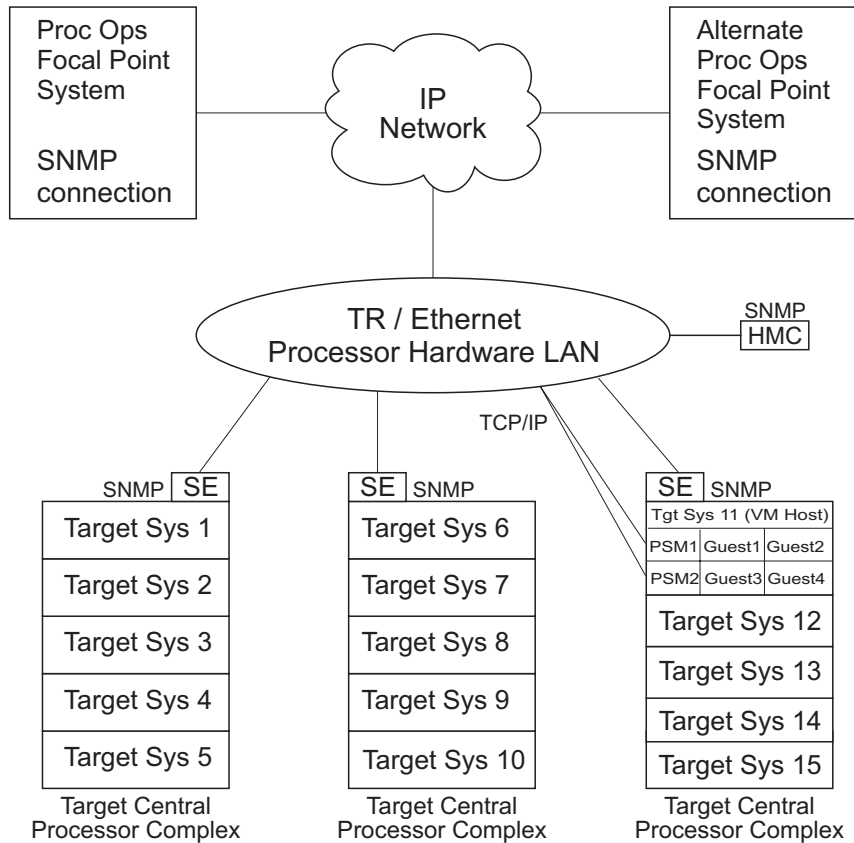 Proc Ops
Focal Point
System
SNMP
connection
IP
Network
Alternate
Proc Ops
Focal Point
System
SNMP
connection
TR / Ethernet
Processor Hardware LAN
SNMP
HMC
TCP/IP
SNMP SE
Target Sys 1
Target Sys 2
Target Sys 3
Target Sys 4
Target Sys 5
Target Central
Processor Complex
SE SNMP
Target Sys 6
Target Sys 7
Target Sys 8
Target Sys 9
Target Sys 10
Target Central
Processor Complex
SE SNMP
Tgt Sys 11 (VM Host)
PSM1 Guest1 Guest2
PSM2 Guest3 Guest4
Target Sys 12
Target Sys 13
Target Sys 14
Target Sys 15
Target Central
Processor Complex